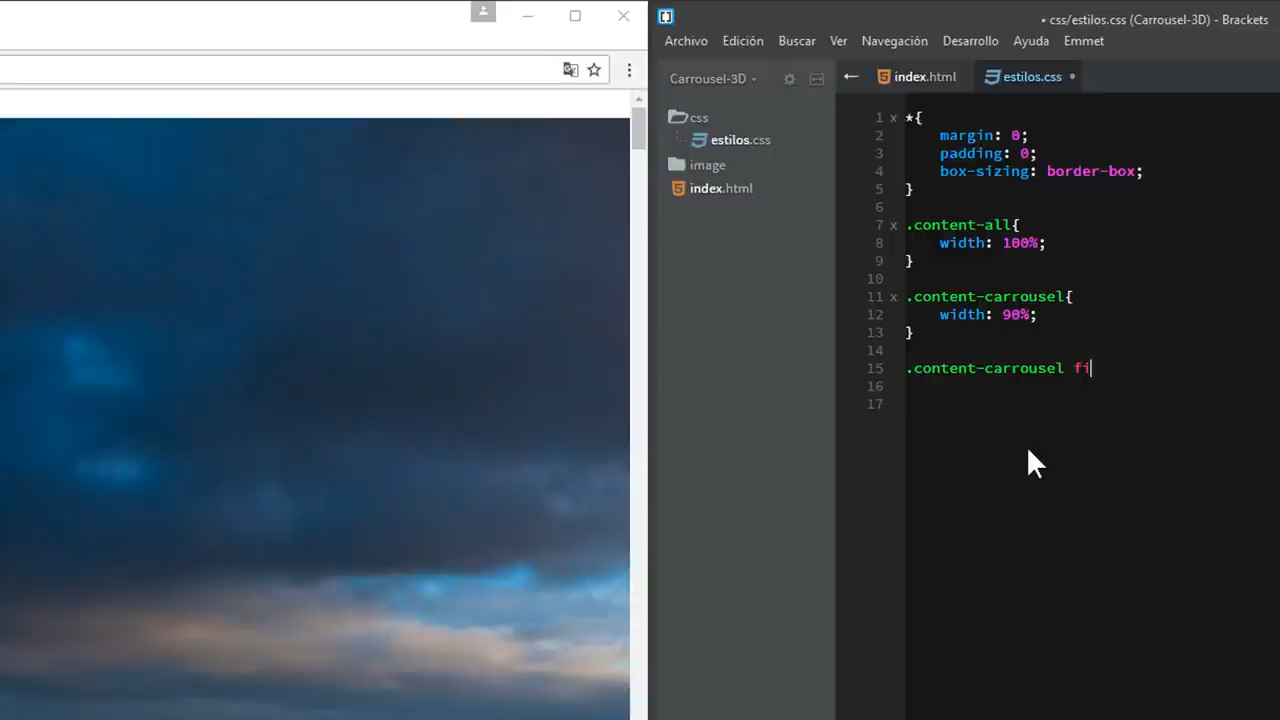 • css/estilos.css (Carrousel-3D) - Brackets
Archivo Edición Buscar Ver Navegación Desarrollo Ayuda Emmet
Carrousel-3D
css
estilos.css
image
index.html
index.html estilos.css •
1 x *{
2 margin: 0;
3 padding: 0;
4 box-sizing: border-box;
5 }
6
7 x .content-all{
8 width: 100%;
9 }
10
11 x .content-carrousel{
12 width: 90%;
13 }
14
15 .content-carrousel fi
16
17